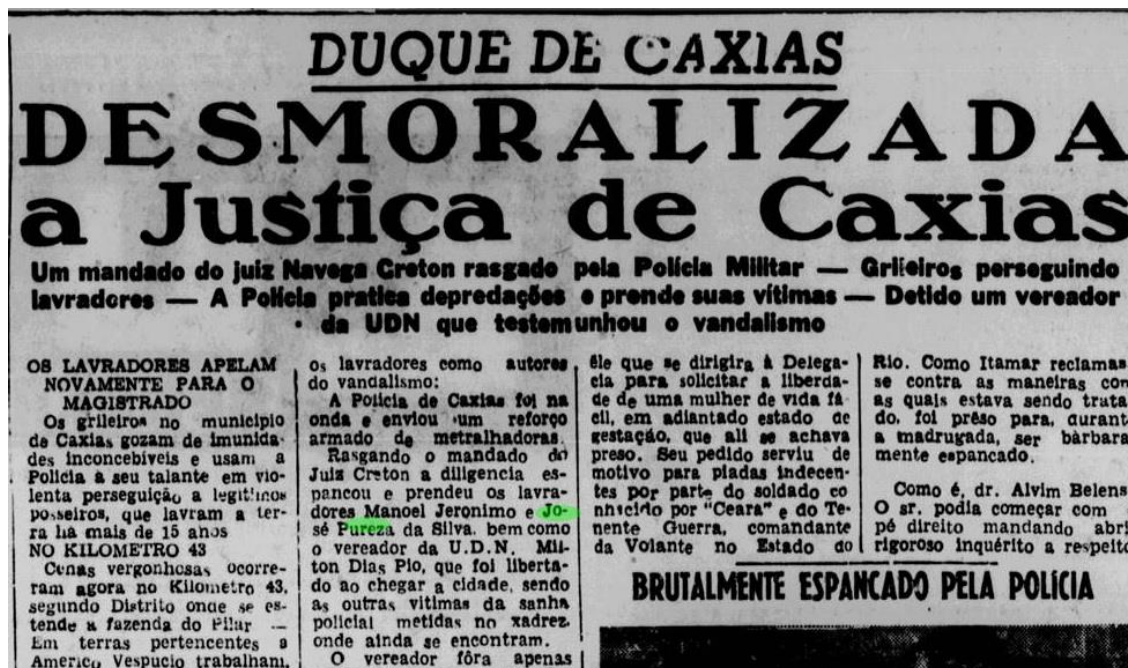 DUQUE DE CAXIAS
DESMORALIZADA
a Justiça de Caxias
Um mandado do juiz Navega Creton rasgado pela Polícia Militar — Grileiros perseguindo
lavradores — A Polícia pratica depredações e prende suas vítimas — Detido um vereador
da UDN que testemunhou o vandalismo
OS LAVRADORES APELAM
NOVAMENTE PARA O
MAGISTRADO
Os grileiros no município
de Caxias gozam de imunida-
des inconcebíveis e usam a
Policia a seu talante em vio-
lenta perseguição a legitinos
posseiros, que lavram a ter-
ra há mais de 15 anos
NO KILOMETRO 43
Cenas vergonhosas ocorre-
ram agora no Kilometro 43,
segundo Distrito onde se es-
tende a fazenda do Pilar —
Em terras pertencentes a
Americo Vespucio trabalham,
os lavradores como autores
do vandalismo:
A Policia de Caxias foi na
onda e enviou um reforço
armado de metralhadoras.
Rasgando o mandado do
Juiz Creton a diligencia es-
pancou e prendeu os lavra-
dores Manoel Jeronimo e Jo-
sé Pureza da Silva, bem como
o vereador da U.D.N. Mil-
ton Dias Pio, que foi liberta-
do ao chegar a cidade, sendo
as outras vitimas da sanha
policial metidas no xadrez,
onde ainda se encontram.
O vereador fôra apenas
êle que se dirigira à Delega-
cia para solicitar a liberda-
de de uma mulher de vida fá
cil, em adiantado estado de
gestação, que ali se achava
preso. Seu pedido serviu de
motivo para piadas indecen-
tes por parte do soldado co
nhecido por "Ceara" e do Te-
nente Guerra, comandante
da Volante no Estado do
Rio. Como Itamar reclamas-
se contra as maneiras con
as quais estava sendo trata-
do, foi prêso para, durant
a madrugada, ser bàrbara-
mente espancado.
Como é, dr. Alvim Belens
O sr. podia começar com
pé direito mandando abri
rigoroso inquérito a respeito
BRUTALMENTE ESPANCADO PELA POLÍCIA